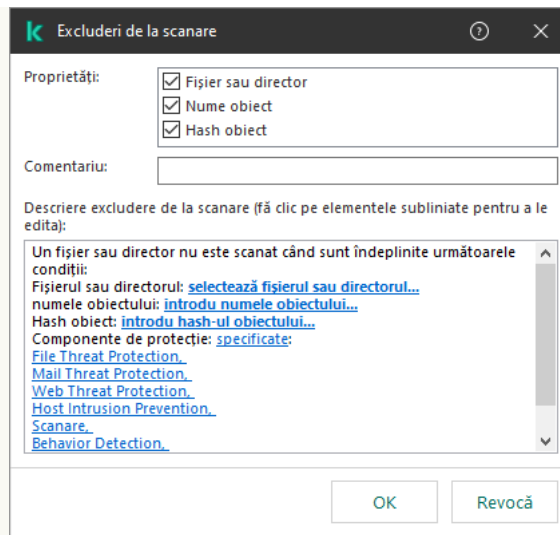 Excluderi de la scanare
Proprietăți:
Fișier sau director
Nume obiect
Hash obiect
Comentariu:
Descriere excludere de la scanare (fă clic pe elementele subliniate pentru a le
edita):
Un fișier sau director nu este scanat când sunt îndeplinite următoarele
condiții:
Fișierul sau directorul: selectează fișierul sau directorul...
numele obiectului: introdu numele obiectului...
Hash obiect: introdu hash-ul obiectului...
Componente de protecție: specificate:
File Threat Protection,
Mail Threat Protection,
Web Threat Protection,
Host Intrusion Prevention,
Scanare,
Behavior Detection,
OK
Revocă